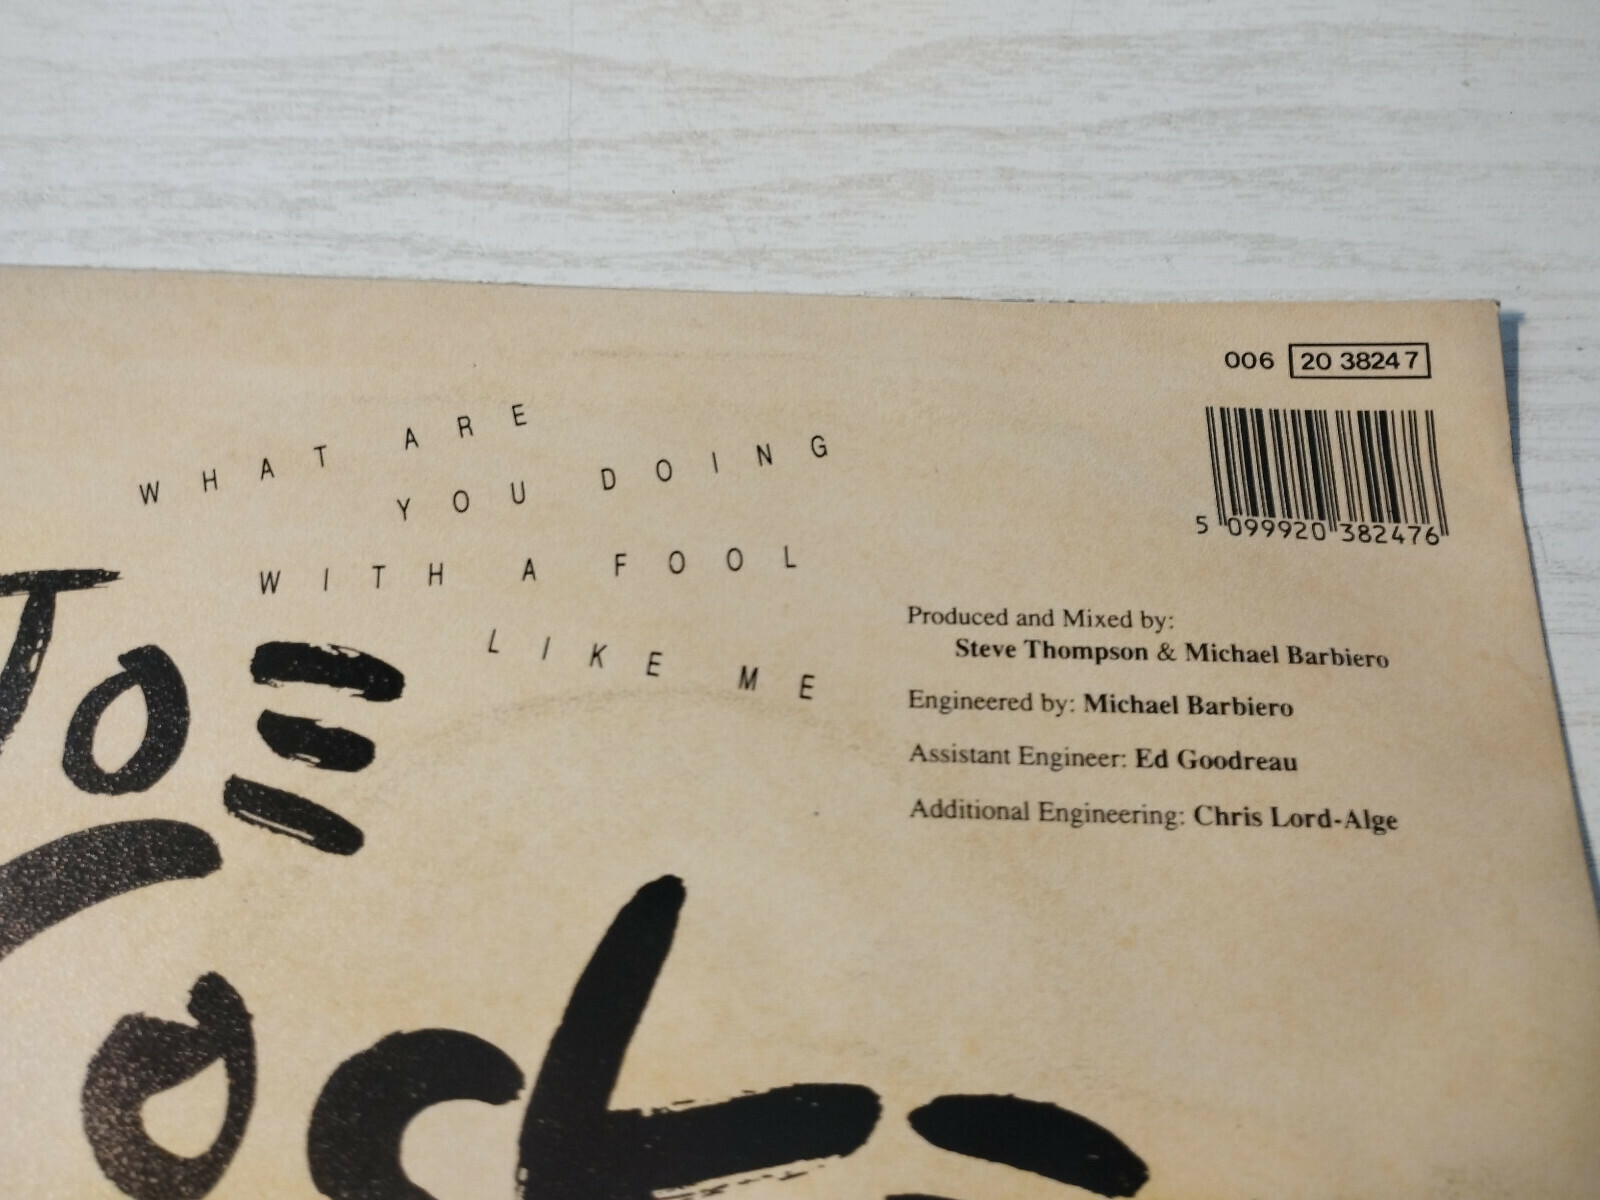 006 20 38247
WHAT ARE
YOU DOING
WITH A FOOL
LIKE ME
5 099920 382476
Produced and Mixed by:
Steve Thompson & Michael Barbiero
Engineered by: Michael Barbiero
Assistant Engineer: Ed Goodreau
Additional Engineering: Chris Lord-Alge
JOE